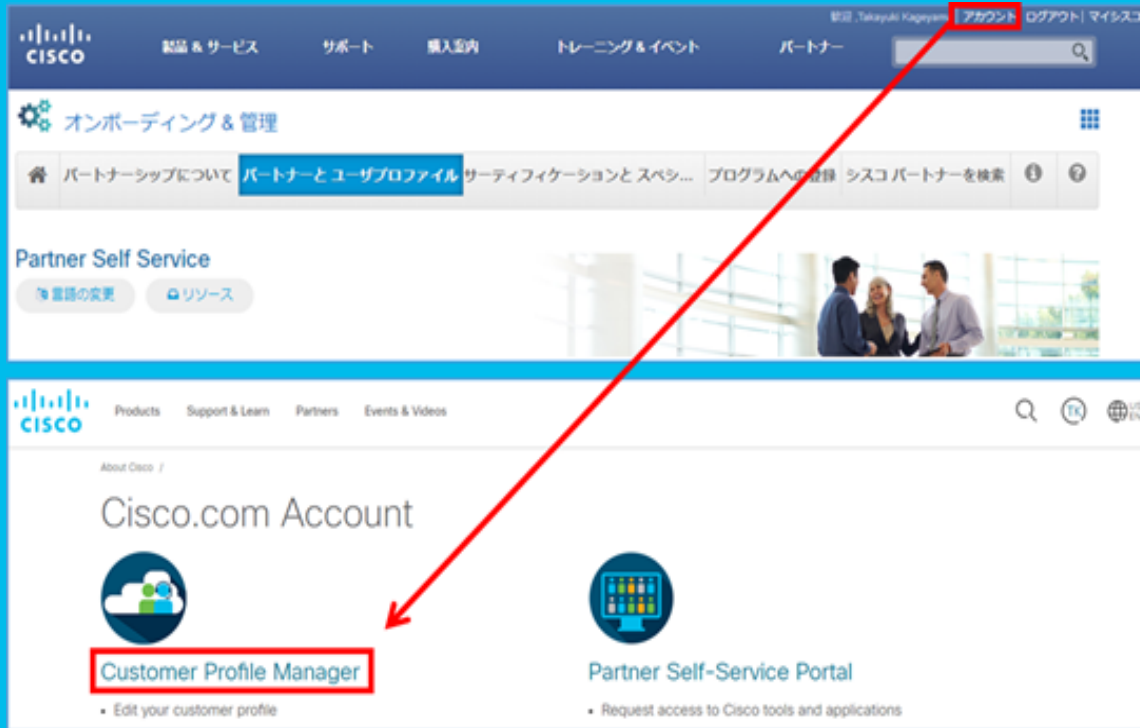 歓迎 ,Takayuki Kageyam | アカウント ログアウト | マイシスコ
CISCO
製品 & サービス サポート 購入案内 トレーニング & イベント パートナー
オンボーディング & 管理
パートナーシップについて パートナーと ユーザプロファイル サーティフィケーションと スペシ... プログラムへの登録 シスコ パートナーを検索
Partner Self Service
言語の変更 リソース
CISCO
Products Support & Learn Partners Events & Videos
TK
US
EN
About Cisco /
Cisco.com Account
Customer Profile Manager
Partner Self-Service Portal
• Edit your customer profile
• Request access to Cisco tools and applications